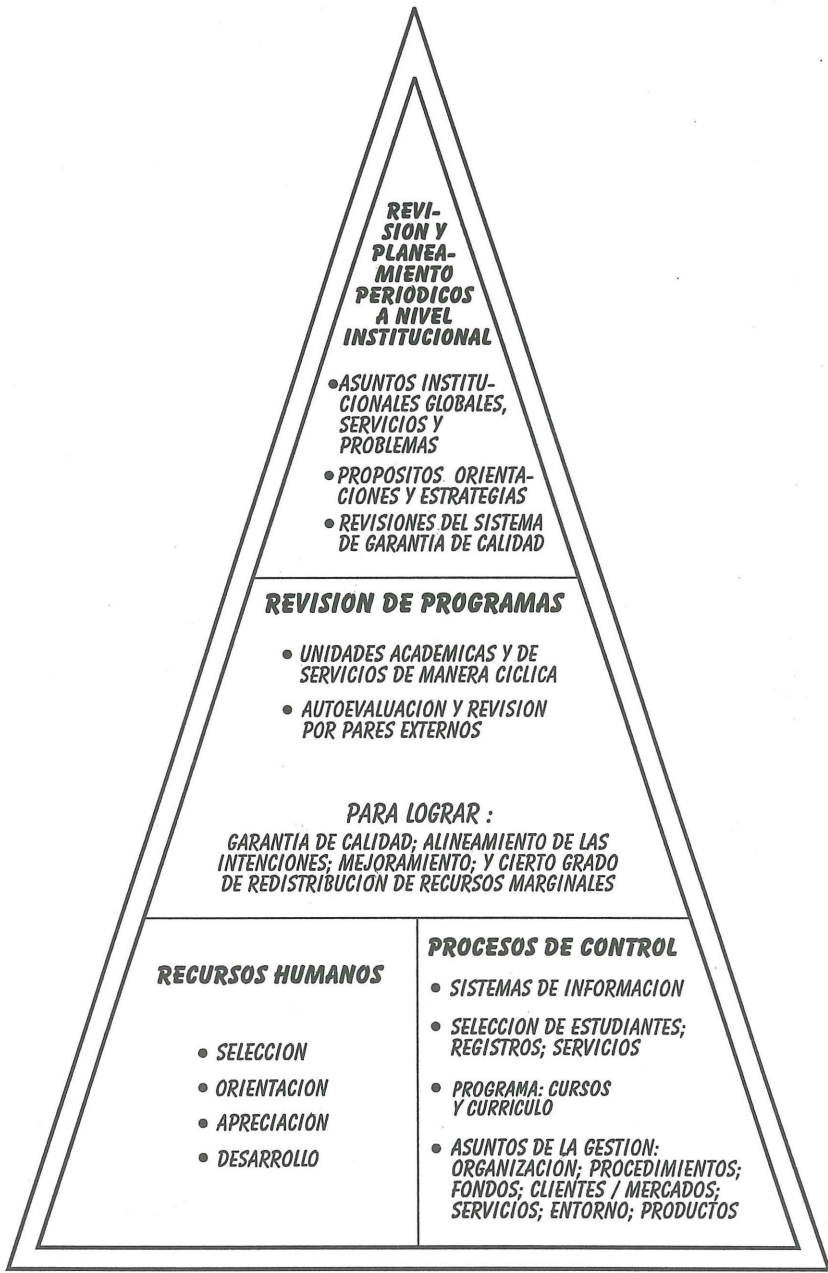 REVI-
SION Y
PLANEA-
MIENTO
PERIÓDICOS
A NIVEL
INSTITUCIONAL
● ASUNTOS INSTITU-
CIONALES GLOBALES,
SERVICIOS Y
PROBLEMAS
● PROPOSITOS ORIENTA-
CIONES Y ESTRATEGIAS
● REVISIONES DEL SISTEMA
DE GARANTIA DE CALIDAD
REVISION DE PROGRAMAS
● UNIDADES ACADEMICAS Y DE
SERVICIOS DE MANERA CICLICA
● AUTOEVALUACION Y REVISION
POR PARES EXTERNOS
PARA LOGRAR :
GARANTIA DE CALIDAD; ALINEAMIENTO DE LAS
INTENCIONES; MEJORAMIENTO; Y CIERTO GRADO
DE REDISTRIBUCIÓN DE RECURSOS MARGINALES
RECURSOS HUMANOS
● SELECCION
● ORIENTACION
● APRECIACIÓN
● DESARROLLO
PROCESOS DE CONTROL
● SISTEMAS DE INFORMACION
● SELECCION DE ESTUDIANTES;
REGISTROS; SERVICIOS
● PROGRAMA: CURSOS
Y CURRICULO
● ASUNTOS DE LA GESTION:
ORGANIZACIÓN; PROCEDIMIENTOS;
FONDOS; CLIENTES / MERCADOS;
SERVICIOS; ENTORNO; PRODUCTOS